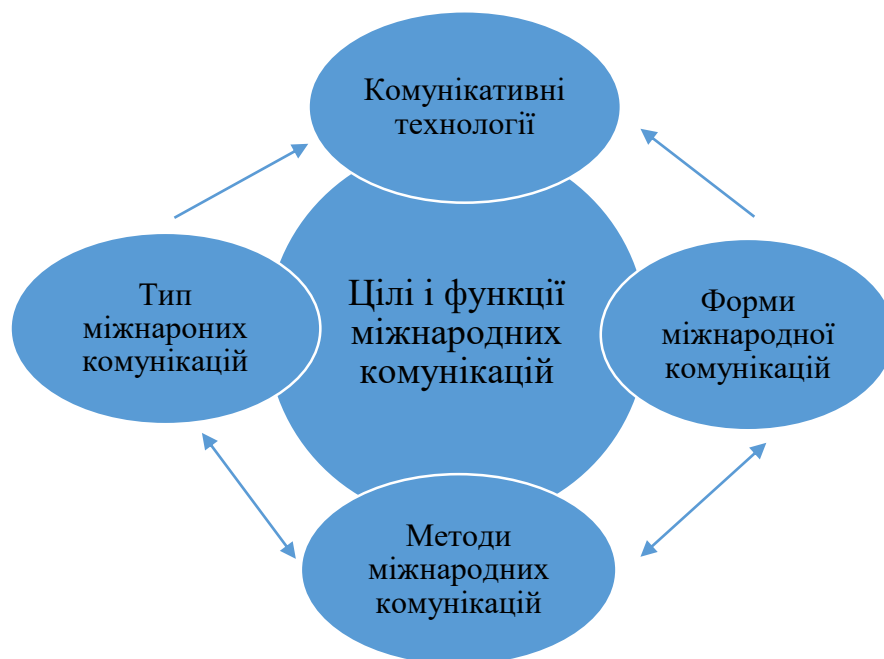 Комунікативні
технології
Тип
міжнароних
комунікацій
Цілі і функції
міжнародних
комунікацій
Форми
міжнародної
комунікацій
Методи
міжнародних
комунікацій